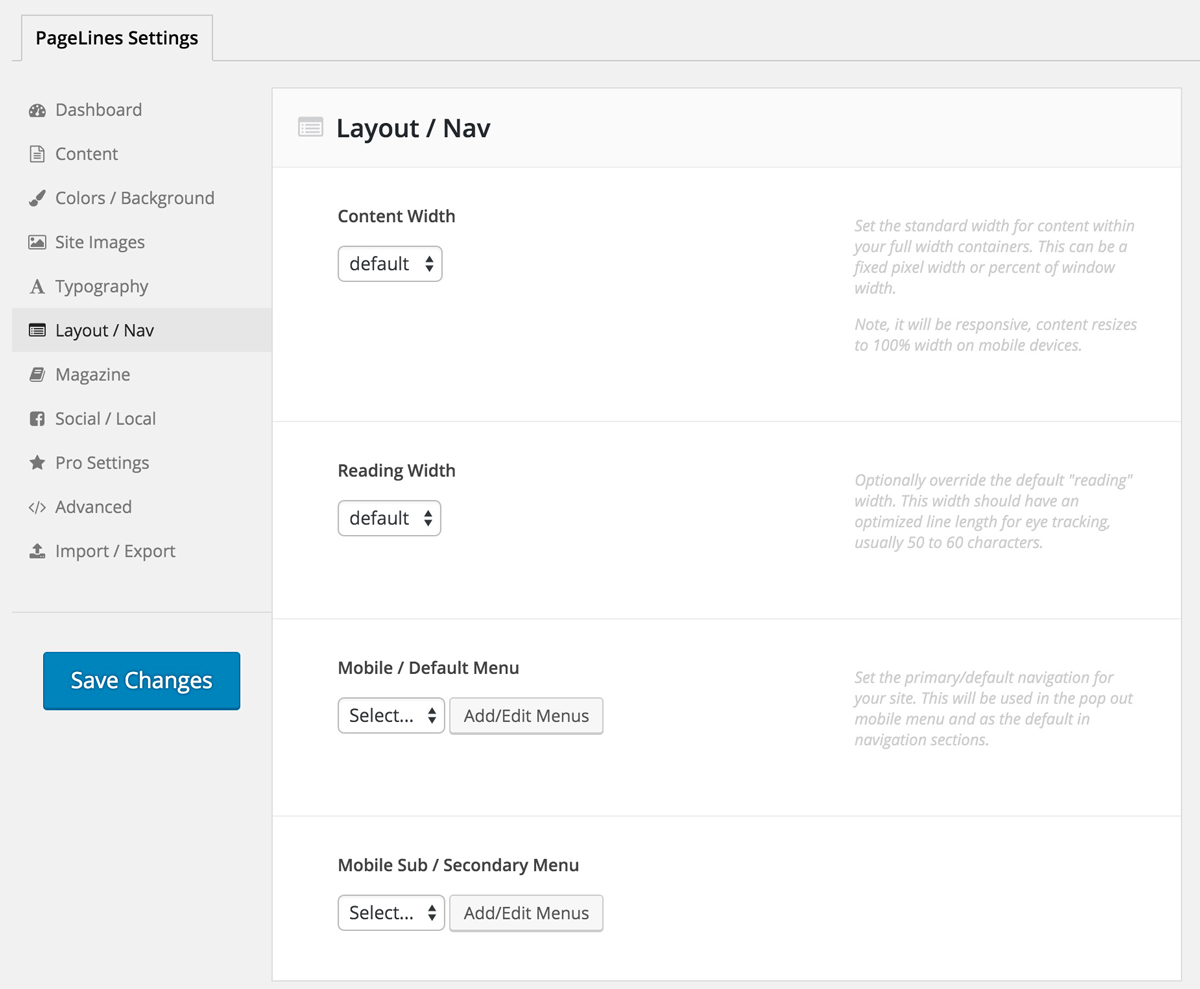 PageLines Settings
Dashboard
Content
Colors / Background
Site Images
Typography
Layout / Nav
Magazine
Social / Local
Pro Settings
Advanced
Import / Export
Save Changes
Layout / Nav
Content Width
default
Set the standard width for content within
your full width containers. This can be a
fixed pixel width or percent of window
width.
Note, it will be responsive, content resizes
to 100% width on mobile devices.
Reading Width
default
Optionally override the default "reading"
width. This width should have an
optimized line length for eye tracking,
usually 50 to 60 characters.
Mobile / Default Menu
Select... Add/Edit Menus
Set the primary/default navigation for
your site. This will be used in the pop out
mobile menu and as the default in
navigation sections.
Mobile Sub / Secondary Menu
Select... Add/Edit Menus